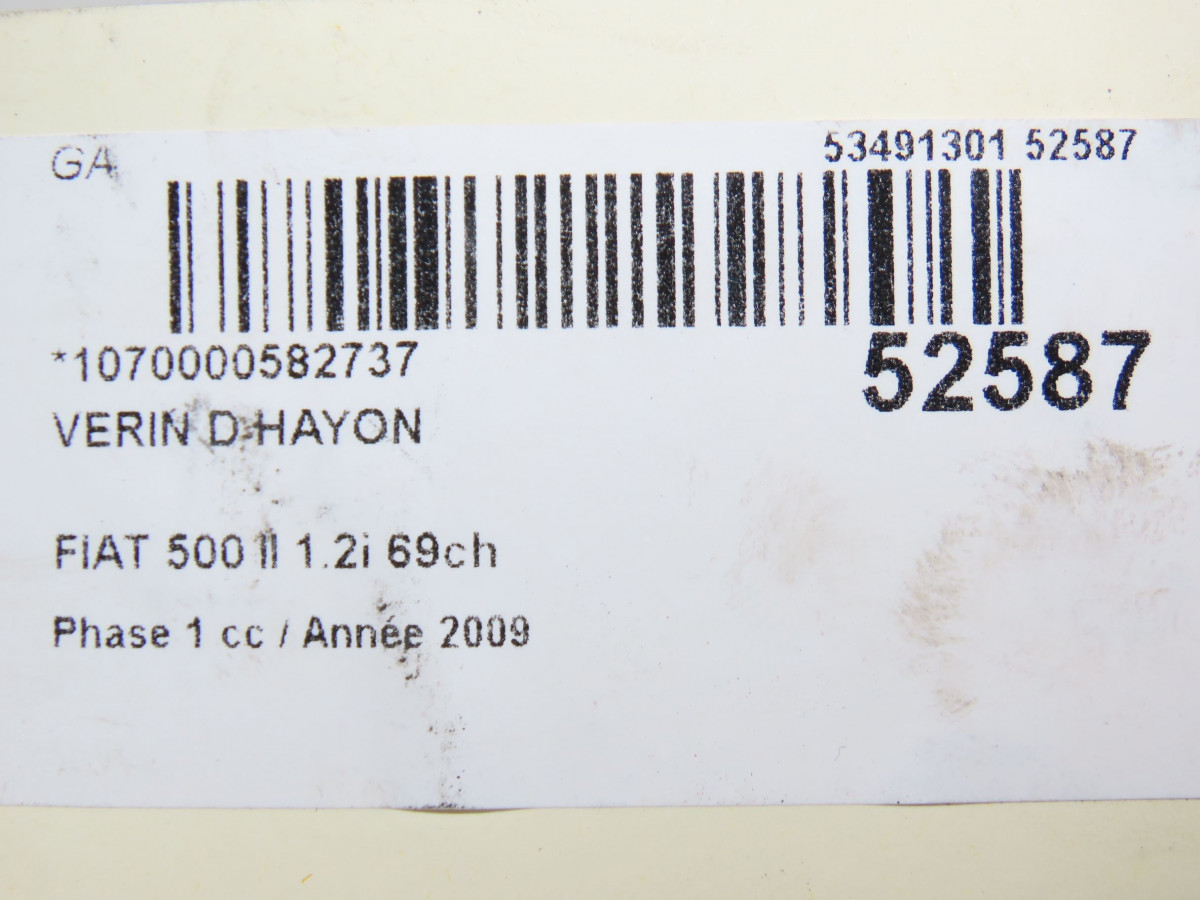 GA
53491301 52587
*1070000582737
52587
VERIN D HAYON
FIAT 500 II 1.2i 69ch
Phase 1 cc / Année 2009